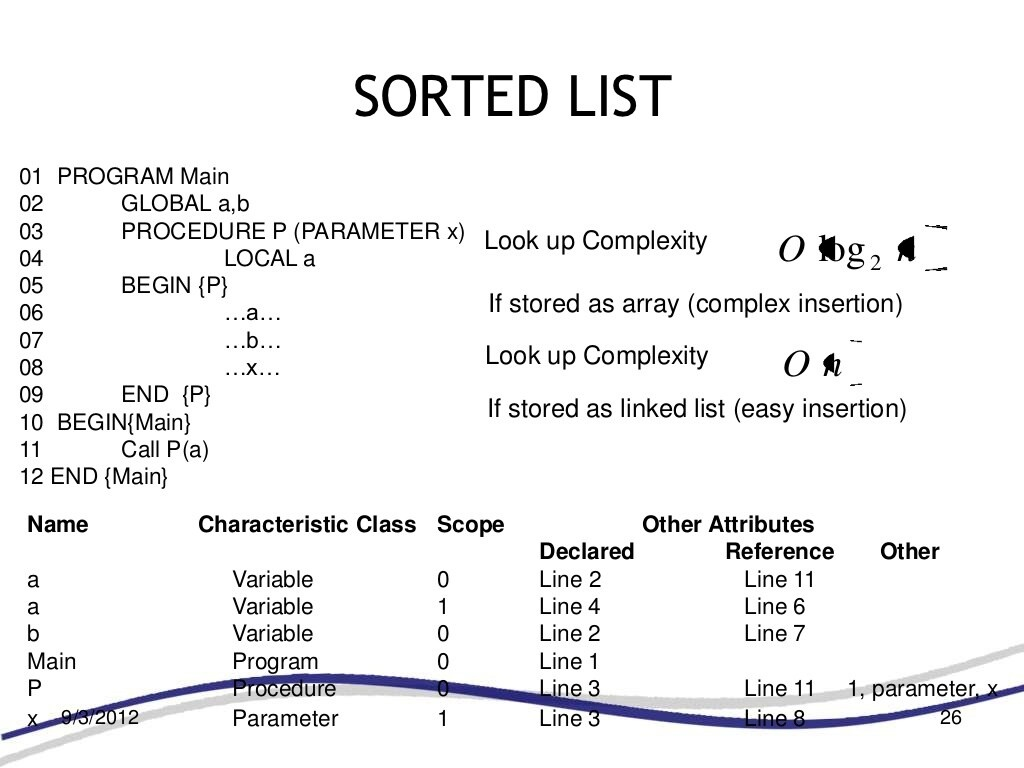 SORTED LIST
01 PROGRAM Main
02 GLOBAL a,b
03 PROCEDURE P (PARAMETER x)
04 LOCAL a
05 BEGIN {P}
06 …a…
07 …b…
08 …x…
09 END {P}
10 BEGIN{Main}
11 Call P(a)
12 END {Main}
Look up Complexity O log2 n
If stored as array (complex insertion)
Look up Complexity O n
If stored as linked list (easy insertion)
Name Characteristic Class Scope Other Attributes
Declared Reference Other
a Variable 0 Line 2 Line 11
a Variable 1 Line 4 Line 6
b Variable 0 Line 2 Line 7
Main Program 0 Line 1
P Procedure 0 Line 3 Line 11 1, parameter, x
x Parameter 1 Line 3 Line 8
9/3/2012 26